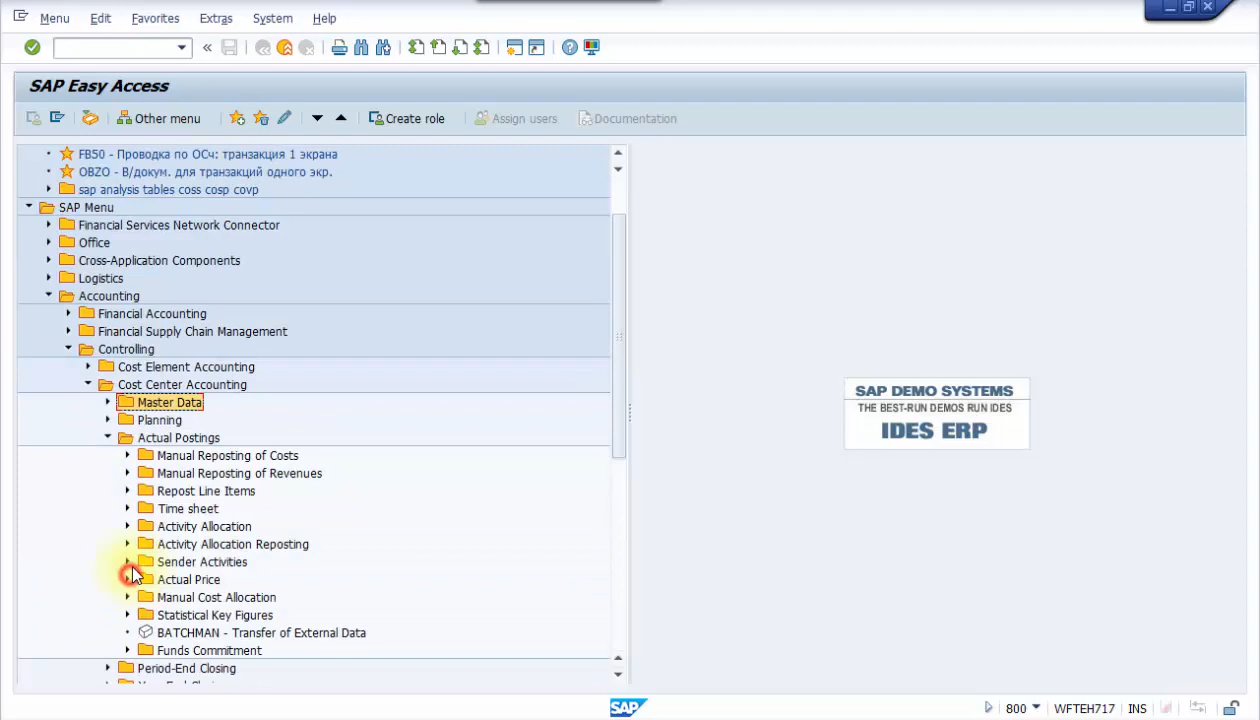 Menu Edit Favorites Extras System Help
SAP Easy Access
Other menu Create role Assign users Documentation
FB50 - Проводка по ОСч: транзакция 1 экрана
OBZO - В/докум. для транзакций одного экр.
sap analysis tables coss cosp covp
SAP Menu
Financial Services Network Connector
Office
Cross-Application Components
Logistics
Accounting
Financial Accounting
Financial Supply Chain Management
Controlling
Cost Element Accounting
Cost Center Accounting
Master Data
Planning
Actual Postings
Manual Reporting of Costs
Manual Reporting of Revenues
Repost Line Items
Time sheet
Activity Allocation
Activity Allocation Reporting
Sender Activities
Actual Price
Manual Cost Allocation
Statistical Key Figures
BATCHMAN - Transfer of External Data
Funds Commitment
Period-End Closing
SAP DEMO SYSTEMS
THE BEST-RUN DEMOS RUN IDES
IDES ERP
SAP 800 WFTEH717 INS